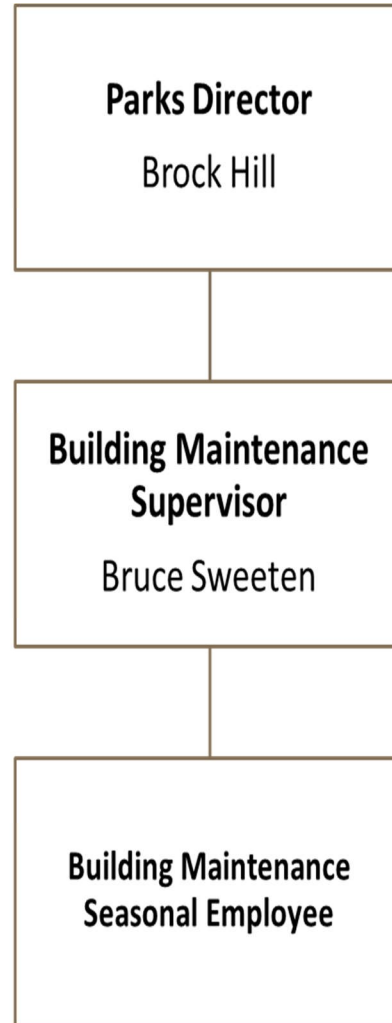 Parks Director
Brock Hill
Building Maintenance
Supervisor
Bruce Sweeten
Building Maintenance
Seasonal Employee